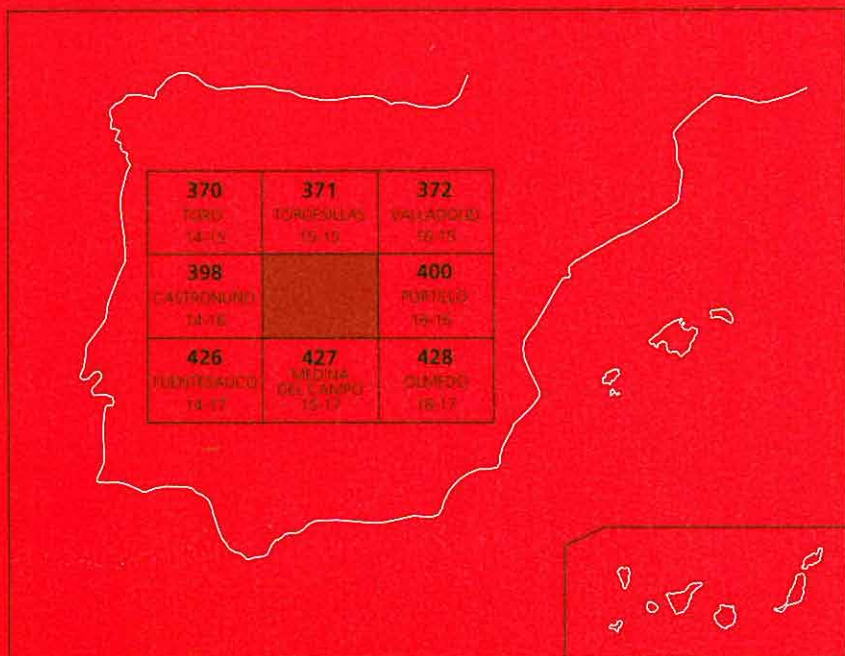 370
TORO
14-15
371
TORDESILLAS
15-15
372
VALLADOLID
16-15
398
CASTRONUÑO
14-16
400
PORTILLO
16-16
426
FUENTESAUCO
14-17
427
MEDINA
DEL CAMPO
15-17
428
OLMEDO
16-17